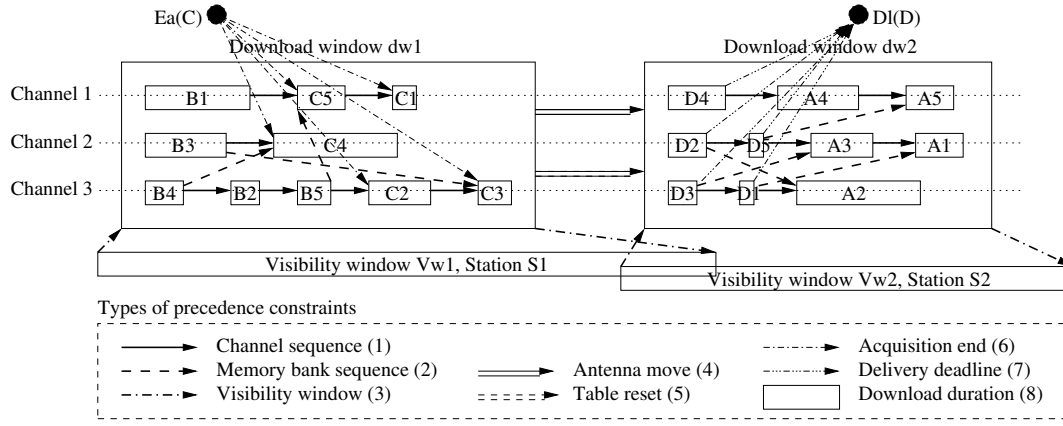 Ea(C) Dl(D)
Download window dw1 Download window dw2
Channel 1 B1 C5 C1 D4 A4 A5
Channel 2 B3 C4 D2 D5 A3 A1
Channel 3 B4 B2 B5 C2 C3 D3 D1 A2
Visibility window Vw1, Station S1
Visibility window Vw2, Station S2
Types of precedence constraints
Channel sequence (1) Acquisition end (6)
Memory bank sequence (2) Antenna move (4) Delivery deadline (7)
Visibility window (3) Table reset (5) Download duration (8)